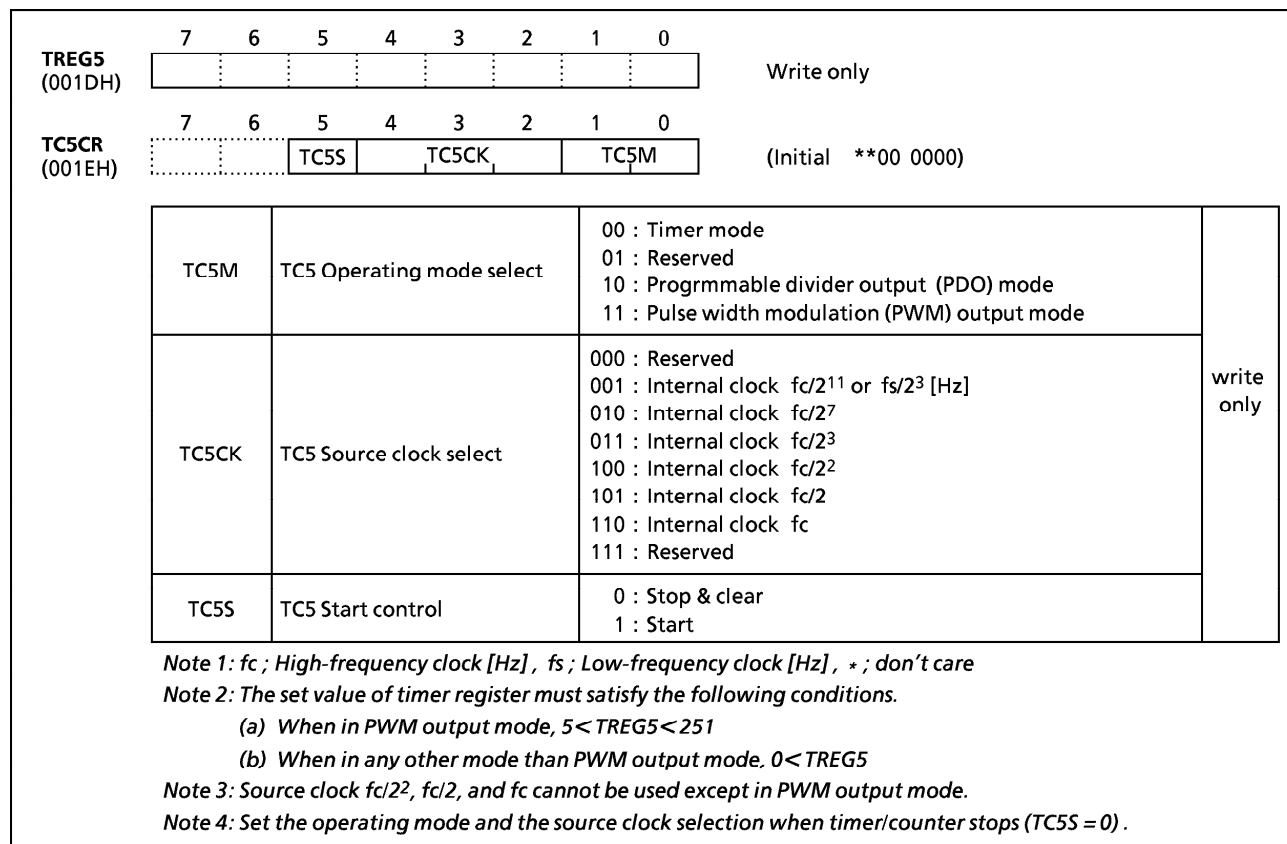 7 6 5 4 3 2 1 0
TREG5
(001DH)
Write only
7 6 5 4 3 2 1 0
TC5CR
(001EH)
TC5S TC5CK TC5M
(Initial **00 0000)
TC5M
TC5 Operating mode select
00 : Timer mode
01 : Reserved
10 : Progrmmable divider output (PDO) mode
11 : Pulse width modulation (PWM) output mode
TC5CK
TC5 Source clock select
000 : Reserved
001 : Internal clock fc/2¹¹ or fs/2³ [Hz]
010 : Internal clock fc/2⁷
011 : Internal clock fc/2³
100 : Internal clock fc/2²
101 : Internal clock fc/2
110 : Internal clock fc
111 : Reserved
TC5S
TC5 Start control
0 : Stop & clear
1 : Start
write
only
Note 1: fc ; High-frequency clock [Hz] , fs ; Low-frequency clock [Hz] , * ; don't care
Note 2: The set value of timer register must satisfy the following conditions.
(a) When in PWM output mode, 5<TREG5<251
(b) When in any other mode than PWM output mode, 0<TREG5
Note 3: Source clock fc/2², fc/2, and fc cannot be used except in PWM output mode.
Note 4: Set the operating mode and the source clock selection when timer/counter stops (TC5S = 0) .